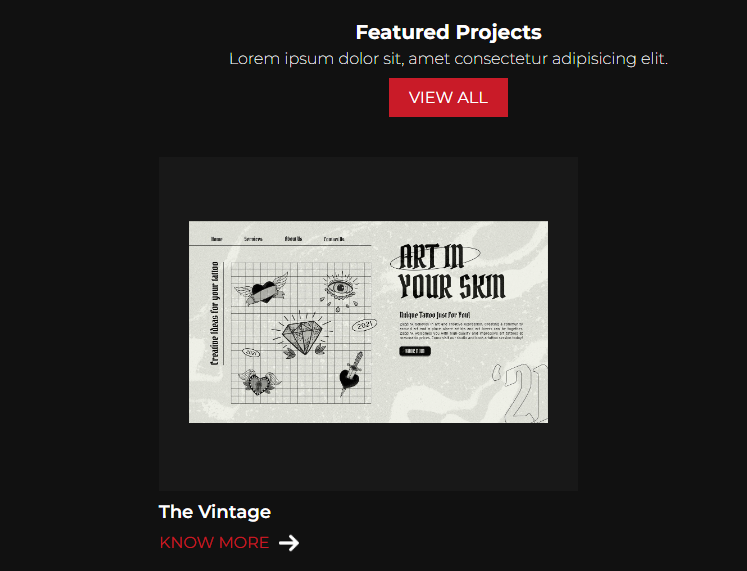 Featured Projects
Lorem ipsum dolor sit, amet consectetur adipisicing elit.
VIEW ALL
Home Services About Us Contact Us
Creative Ideas for your tattoo
2021
2021
ART IN
YOUR SKIN
Unique Tattoo Just For You!
'21
The Vintage
KNOW MORE